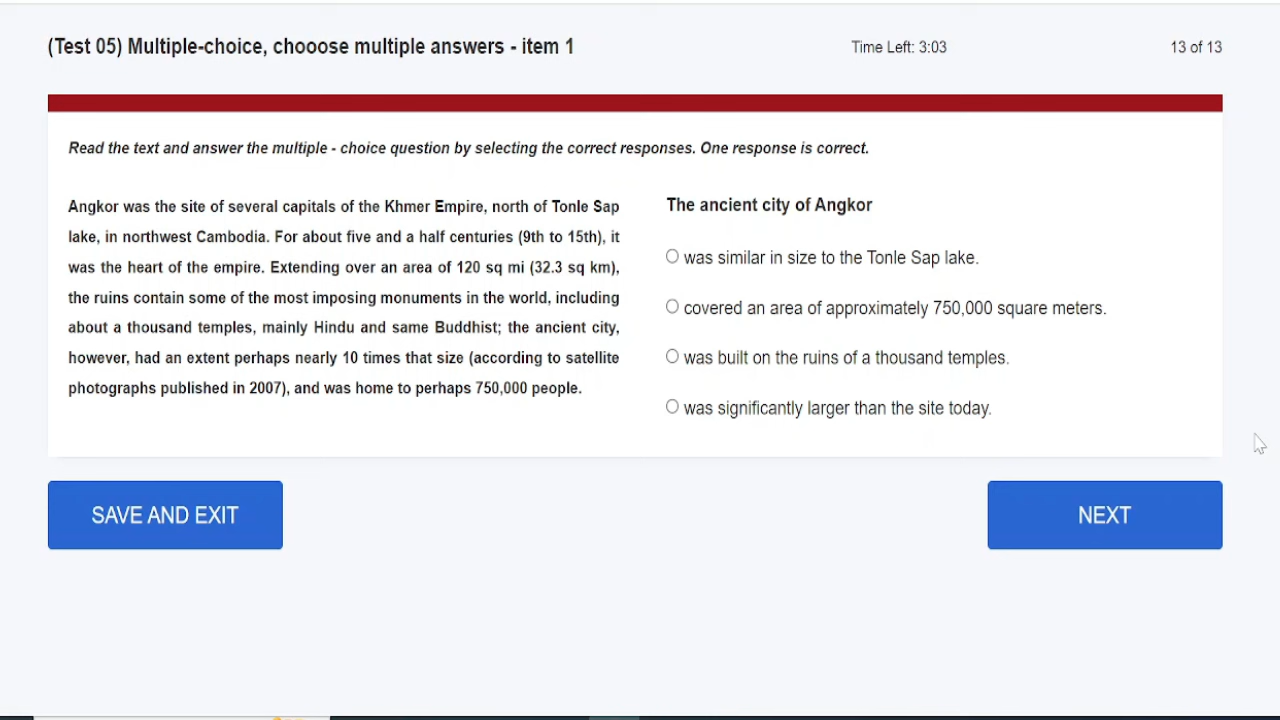 (Test 05) Multiple-choice, chooose multiple answers - item 1
Time Left: 3:03
13 of 13
Read the text and answer the multiple - choice question by selecting the correct responses. One response is correct.
Angkor was the site of several capitals of the Khmer Empire, north of Tonle Sap
lake, in northwest Cambodia. For about five and a half centuries (9th to 15th), it
was the heart of the empire. Extending over an area of 120 sq mi (32.3 sq km),
the ruins contain some of the most imposing monuments in the world, including
about a thousand temples, mainly Hindu and same Buddhist; the ancient city,
however, had an extent perhaps nearly 10 times that size (according to satellite
photographs published in 2007), and was home to perhaps 750,000 people.
The ancient city of Angkor
was similar in size to the Tonle Sap lake.
covered an area of approximately 750,000 square meters.
was built on the ruins of a thousand temples.
was significantly larger than the site today.
SAVE AND EXIT
NEXT